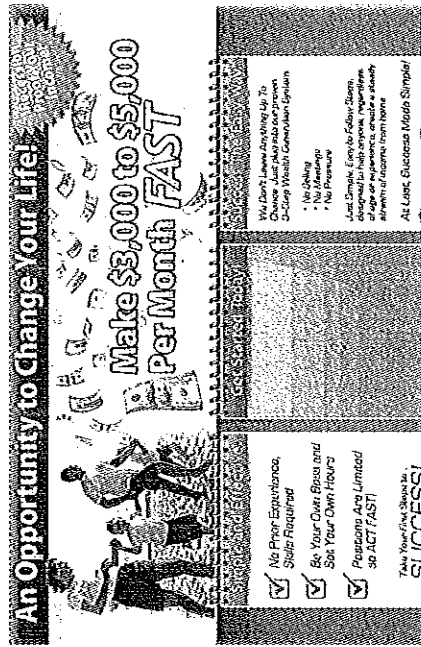 An Opportunity to Change Your Life!
Make $3,000 to $5,000
Per Month FAST
No Prior Experience,
Skills Required
Be Your Own Boss and
Set Your Own Hours
Positions Are Limited
so ACT FAST!
Take Your First Steps to
SUCCESS!
Get Started Today
We Don't Leave Anything Up To
Chance. Just plug into our proven
3-Step Wealth Generation System
* No Selling
* No Meetings
* No Pressure
Just Simple, Easy to Follow Steps,
designed to help anyone, regardless
of age or experience, create a steady
stream of income from home
At Last, Success Made Simple!